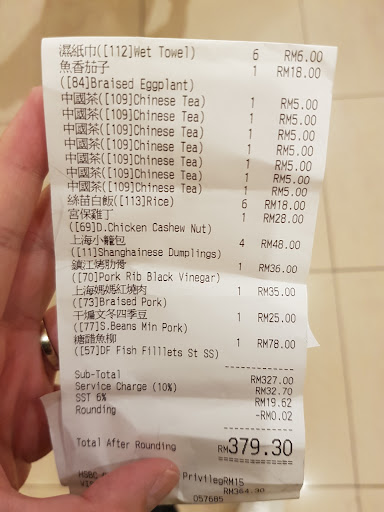 濕紙巾([112]Wet Towel) 6 RM6.00
魚香茄子 1 RM18.00
([84]Braised Eggplant)
中國茶([109]Chinese Tea) 1 RM5.00
中國茶([109]Chinese Tea) 1 RM5.00
中國茶([109]Chinese Tea) 1 RM5.00
中國茶([109]Chinese Tea) 1 RM5.00
中國茶([109]Chinese Tea) 1 RM5.00
中國茶([109]Chinese Tea) 1 RM5.00
中國茶([109]Chinese Tea) 1 RM5.00
絲苗白飯([113]Rice) 6 RM18.00
宮保雞丁 1 RM28.00
([69]D.Chicken Cashew Nut)
上海小籠包 4 RM48.00
([11]Shanghainese Dumplings)
鎮江烤肋骨 1 RM36.00
([70]Pork Rib Black Vinegar)
上海媽媽紅燒肉 1 RM35.00
([73]Braised Pork)
干煸文冬四季豆 1 RM25.00
([77]S.Beans Min Pork)
糖醋魚柳 1 RM78.00
([57]DF Fish Filllets St SS)
Sub-Total RM327.00
Service Charge (10%) RM32.70
SST 6% RM19.62
Rounding -RM0.02
Total After Rounding RM379.30
HSBC PrivilegRM15
RM364.30
057685